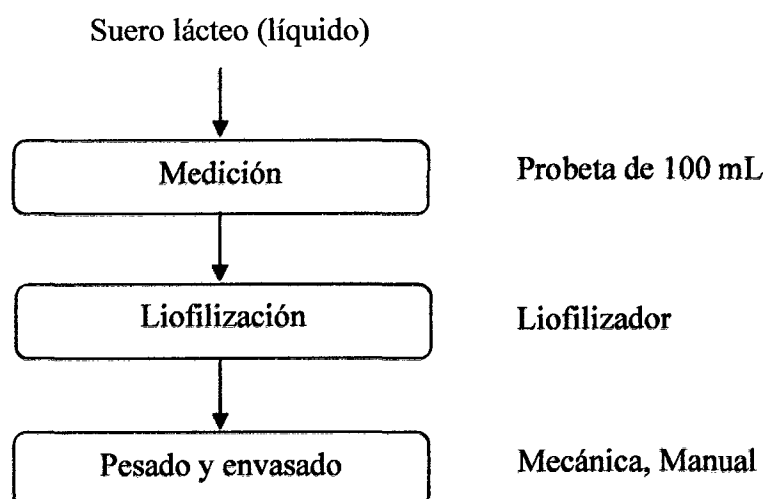 Suero lácteo (líquido)
Medición
Probeta de 100 mL
Liofilización
Liofilizador
Pesado y envasado
Mecánica, Manual